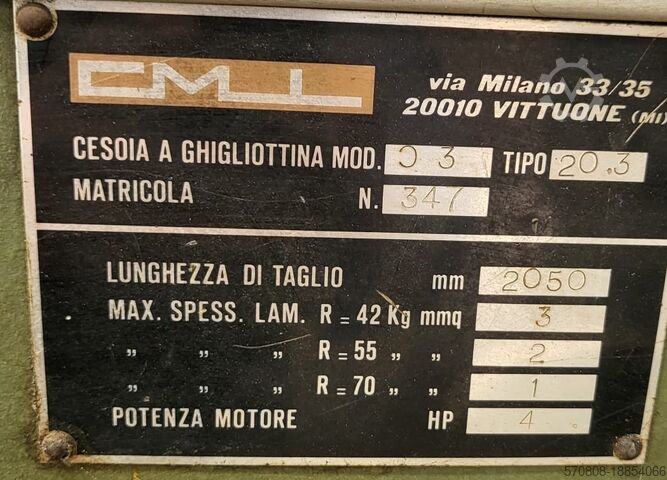 CML
via Milano 33/35
20010 VITTUONE (MI)
CESOIA A GHIGLIOTTINA MOD. O 3 TIPO 20.3
MATRICOLA N. 347
LUNGHEZZA DI TAGLIO mm 2050
MAX. SPESS. LAM. R = 42 Kg mmq 3
„ „ „ R = 55 „ „ 2
„ „ „ R = 70 „ „ 1
POTENZA MOTORE HP 4
570808-18854066